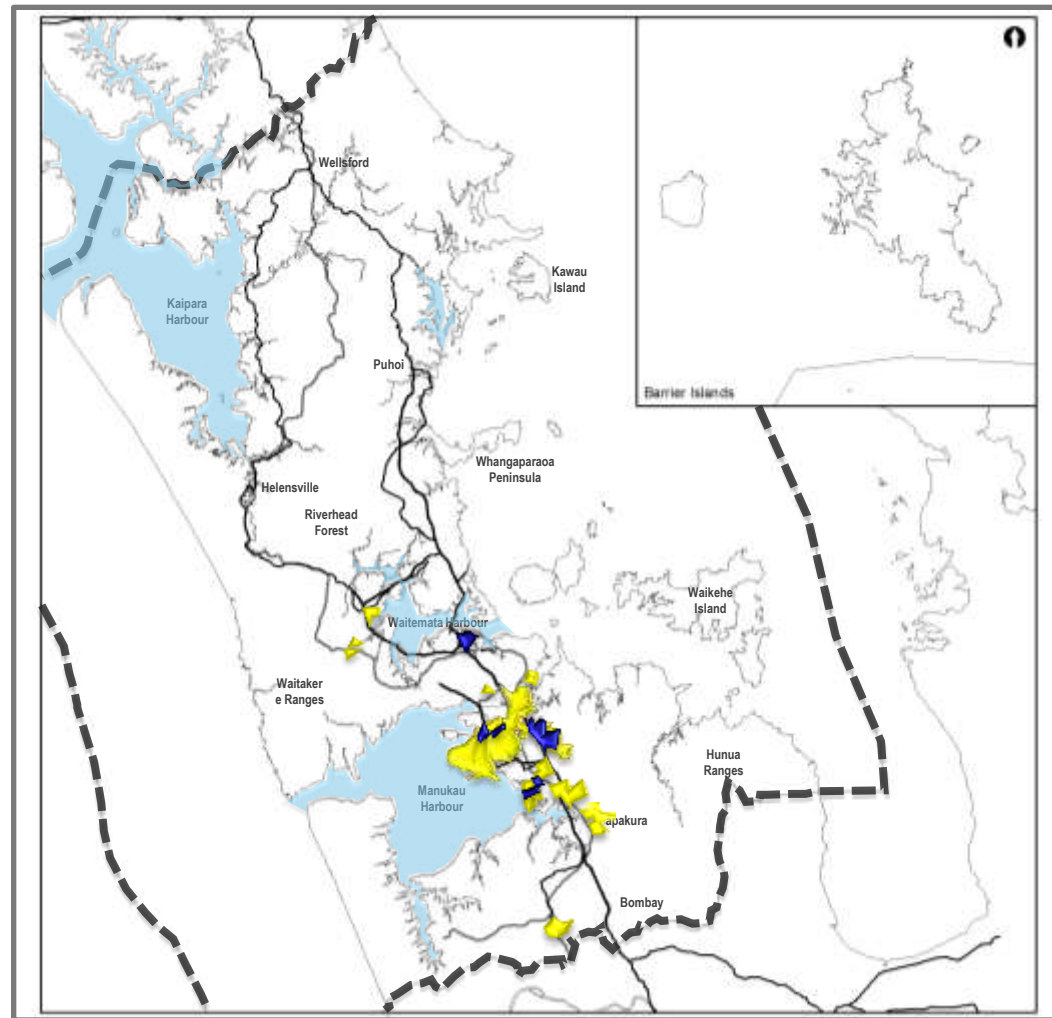 Wellsford
Kawau
Island
Kaipara
Harbour
Puhoi
Barrier Islands
Whangaparaoa
Peninsula
Helensville
Riverhead
Forest
Waikehe
Island
Waitemata Harbour
Waitaker
e Ranges
Hunua
Ranges
Manukau
Harbour
apakura
Bombay